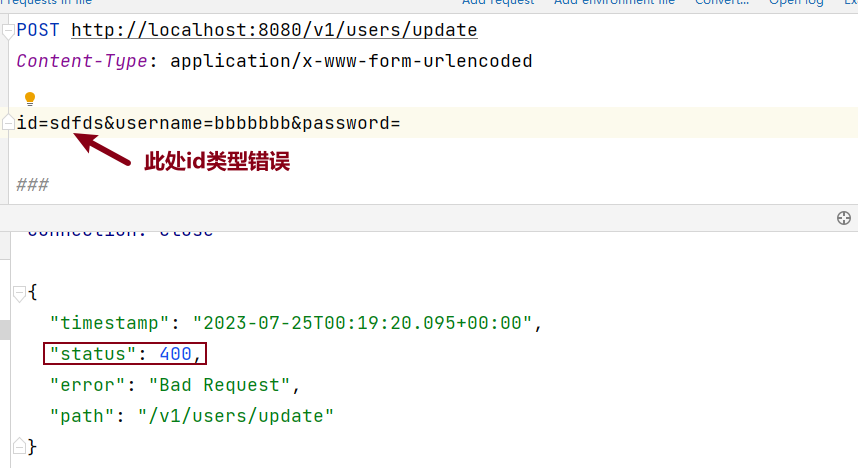 requests in file Add request Add environment file Convert... Open log
POST http://localhost:8080/v1/users/update
Content-Type: application/x-www-form-urlencoded
id=sdfds&username=bbbbbbb&password=
此处id类型错误
###
Connection: close
{
"timestamp": "2023-07-25T00:19:20.095+00:00",
"status": 400,
"error": "Bad Request",
"path": "/v1/users/update"
}